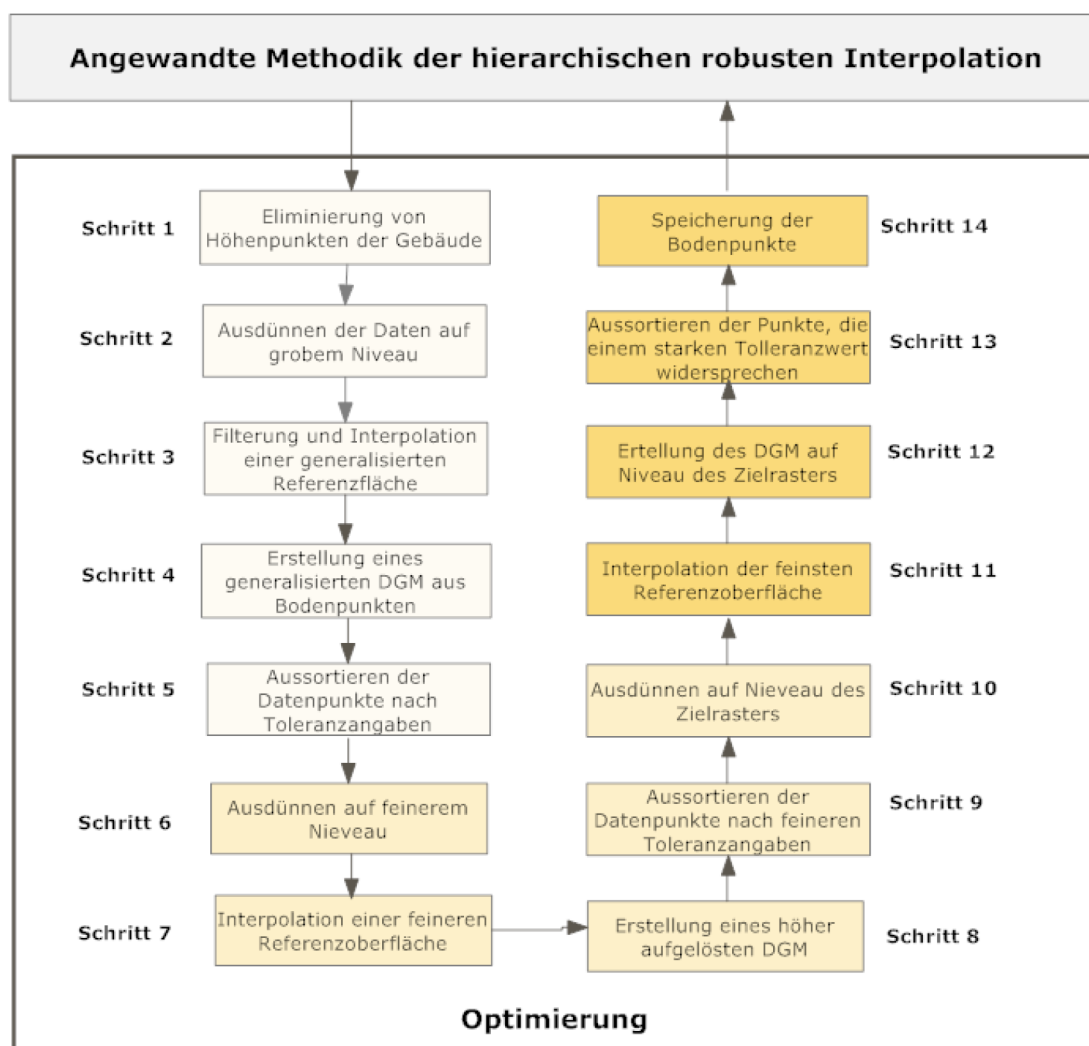 Angewandte Methodik der hierarchischen robusten Interpolation
Schritt 1
Eliminierung von
Höhenpunkten der Gebäude
Schritt 2
Ausdünnen der Daten auf
grobem Niveau
Schritt 3
Filterung und Interpolation
einer generalisierten
Referenzfläche
Schritt 4
Erstellung eines
generalisierten DGM aus
Bodenpunkten
Schritt 5
Aussortieren der
Datenpunkte nach
Toleranzangaben
Schritt 6
Ausdünnen auf feinerem
Nieveau
Schritt 7
Interpolation einer feineren
Referenzoberfläche
Erstellung eines höher
aufgelösten DGM
Schritt 8
Aussortieren der
Datenpunkte nach feineren
Toleranzangaben
Schritt 9
Ausdünnen auf Nieveau des
Zielrasters
Schritt 10
Interpolation der feinsten
Referenzoberfläche
Schritt 11
Ertellung des DGM auf
Niveau des Zielrasters
Schritt 12
Aussortieren der Punkte, die
einem starken Tolleranzwert
widersprechen
Schritt 13
Speicherung der
Bodenpunkte
Schritt 14
Optimierung